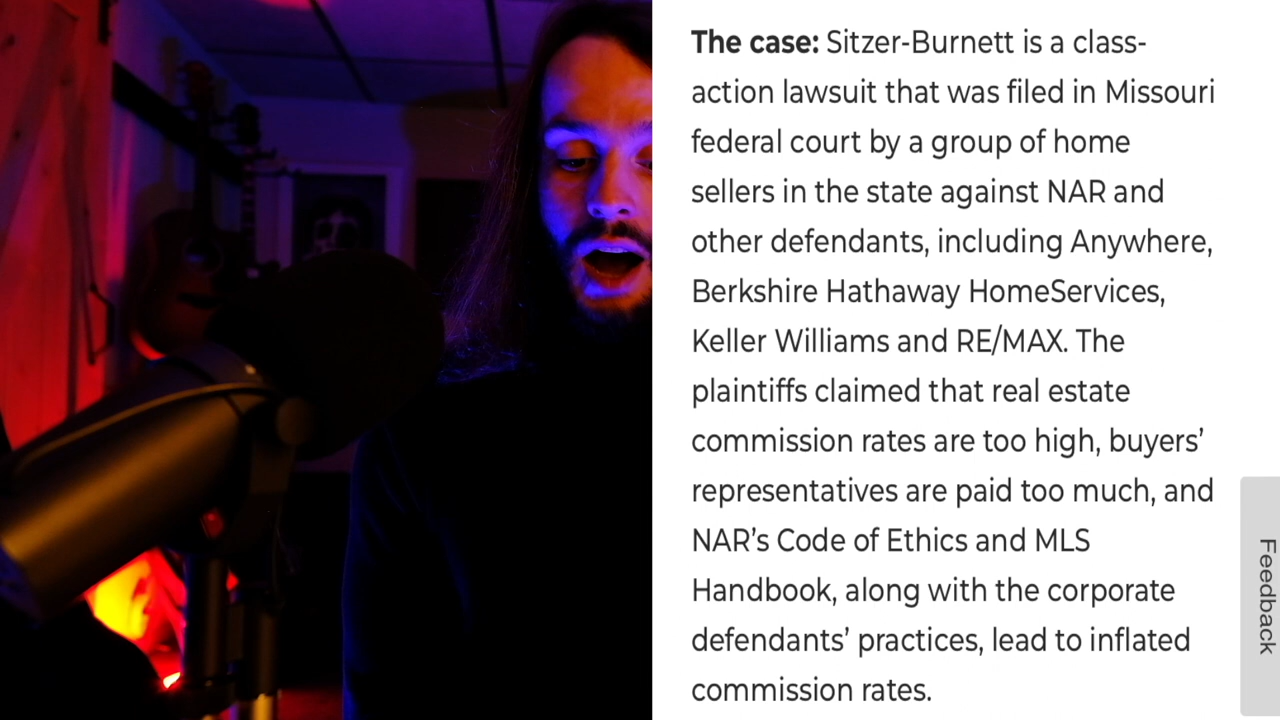 The case: Sitzer-Burnett is a class-
action lawsuit that was filed in Missouri
federal court by a group of home
sellers in the state against NAR and
other defendants, including Anywhere,
Berkshire Hathaway HomeServices,
Keller Williams and RE/MAX. The
plaintiffs claimed that real estate
commission rates are too high, buyers’
representatives are paid too much, and
NAR’s Code of Ethics and MLS
Handbook, along with the corporate
defendants’ practices, lead to inflated
commission rates.
Feedback